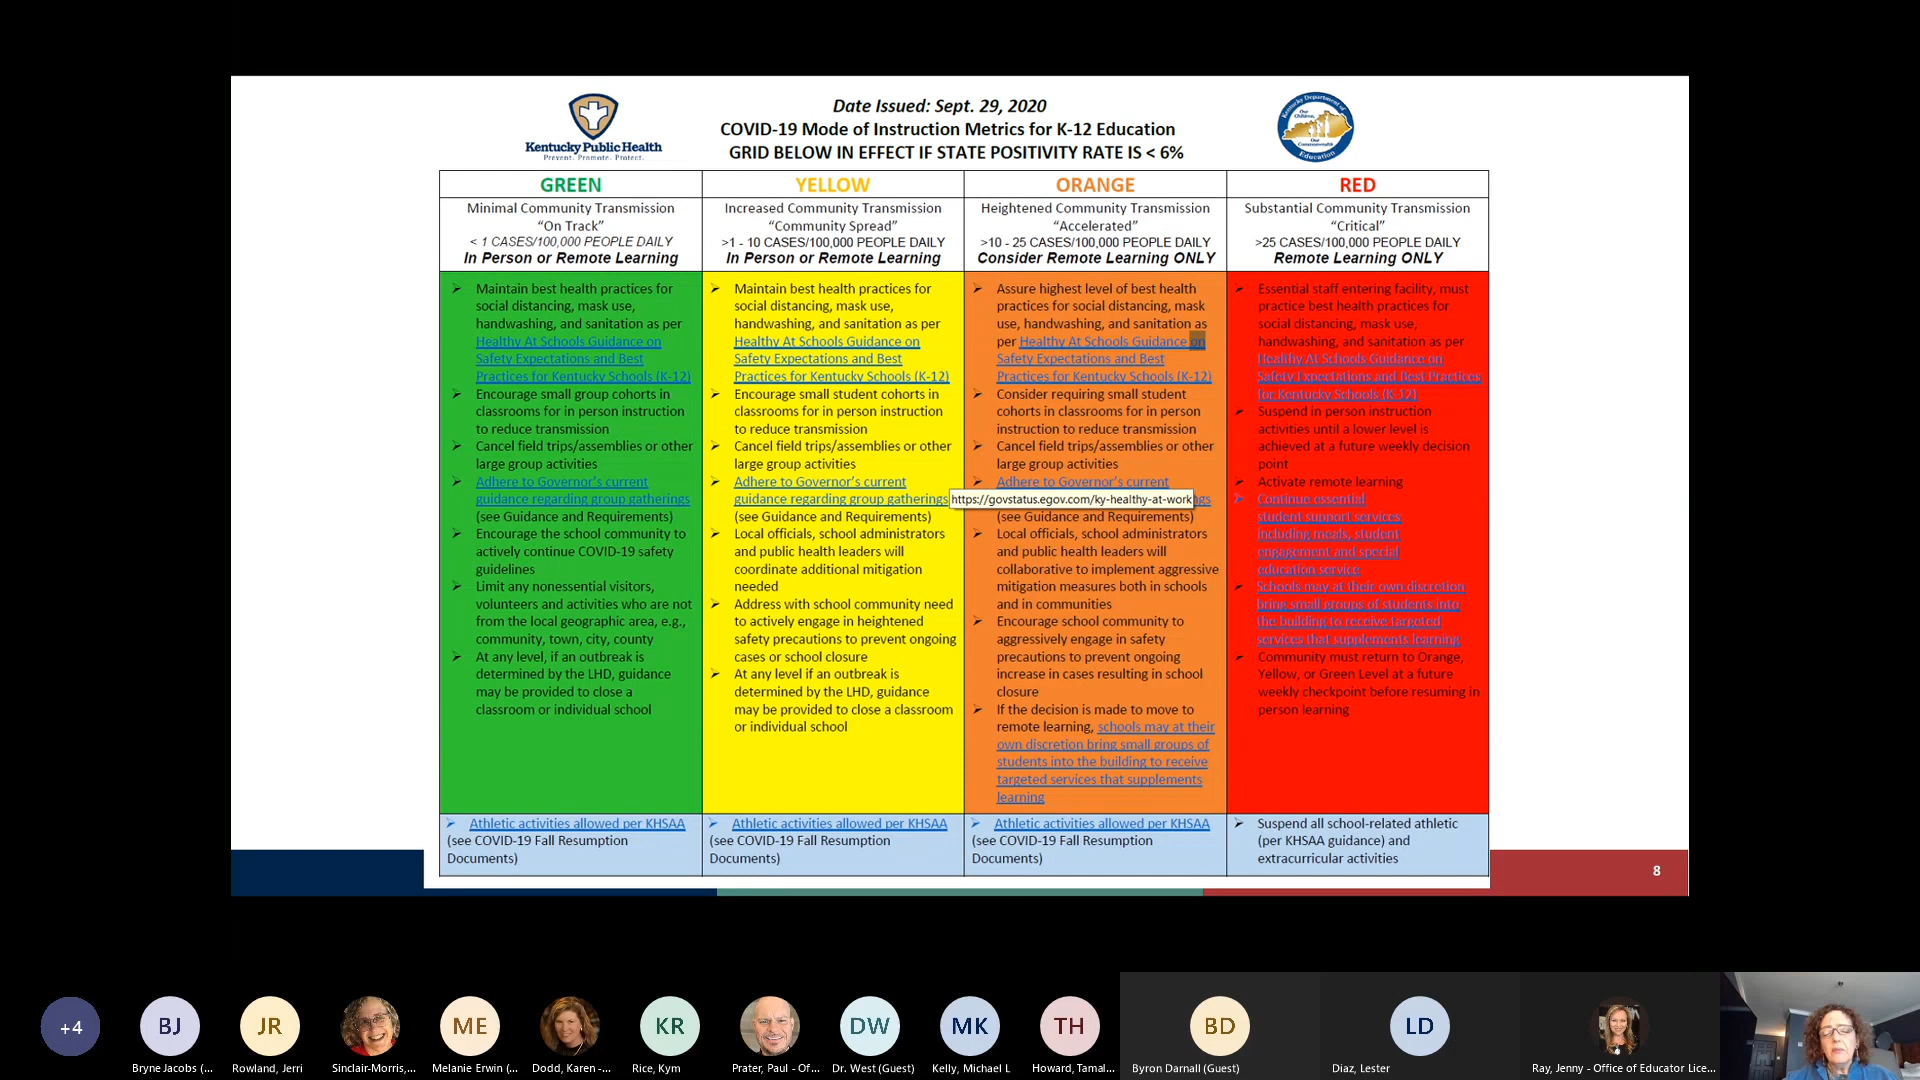 Kentucky Public Health
Prevent. Promote. Protect.
Date Issued: Sept. 29, 2020
COVID-19 Mode of Instruction Metrics for K-12 Education
GRID BELOW IN EFFECT IF STATE POSITIVITY RATE IS < 6%
Kentucky Department of
Our Children,
Our Commonwealth
Education
GREEN
Minimal Community Transmission
“On Track”
< 1 CASES/100,000 PEOPLE DAILY
In Person or Remote Learning
➢ Maintain best health practices for
social distancing, mask use,
handwashing, and sanitation as per
Healthy At Schools Guidance on
Safety Expectations and Best
Practices for Kentucky Schools (K-12)
➢ Encourage small group cohorts in
classrooms for in person instruction
to reduce transmission
➢ Cancel field trips/assemblies or other
large group activities
➢ Adhere to Governor’s current
guidance regarding group gatherings
(see Guidance and Requirements)
➢ Encourage the school community to
actively continue COVID-19 safety
guidelines
➢ Limit any nonessential visitors,
volunteers and activities who are not
from the local geographic area, e.g.,
community, town, city, county
➢ At any level, if an outbreak is
determined by the LHD, guidance
may be provided to close a
classroom or individual school
➢ Athletic activities allowed per KHSAA
(see COVID-19 Fall Resumption
Documents)
YELLOW
Increased Community Transmission
“Community Spread”
>1 - 10 CASES/100,000 PEOPLE DAILY
In Person or Remote Learning
➢ Maintain best health practices for
social distancing, mask use,
handwashing, and sanitation as per
Healthy At Schools Guidance on
Safety Expectations and Best
Practices for Kentucky Schools (K-12)
➢ Encourage small student cohorts in
classrooms for in person instruction
to reduce transmission
➢ Cancel field trips/assemblies or other
large group activities
➢ Adhere to Governor’s current
guidance regarding group gatherings
(see Guidance and Requirements)
➢ Local officials, school administrators
and public health leaders will
coordinate additional mitigation
needed
➢ Address with school community need
to actively engage in heightened
safety precautions to prevent ongoing
cases or school closure
➢ At any level if an outbreak is
determined by the LHD, guidance
may be provided to close a classroom
or individual school
➢ Athletic activities allowed per KHSAA
(see COVID-19 Fall Resumption
Documents)
ORANGE
Heightened Community Transmission
“Accelerated”
>10 - 25 CASES/100,000 PEOPLE DAILY
Consider Remote Learning ONLY
➢ Assure highest level of best health
practices for social distancing, mask
use, handwashing, and sanitation as
per Healthy At Schools Guidance on
Safety Expectations and Best
Practices for Kentucky Schools (K-12)
➢ Consider requiring small student
cohorts in classrooms for in person
instruction to reduce transmission
➢ Cancel field trips/assemblies or other
large group activities
➢ Adhere to Governor’s current
https://govstatus.egov.com/ky-healthy-at-work
(see Guidance and Requirements)
➢ Local officials, school administrators
and public health leaders will
collaborative to implement aggressive
mitigation measures both in schools
and in communities
➢ Encourage school community to
aggressively engage in safety
precautions to prevent ongoing
increase in cases resulting in school
closure
➢ If the decision is made to move to
remote learning, schools may at their
own discretion bring small groups of
students into the building to receive
targeted services that supplements
learning
➢ Athletic activities allowed per KHSAA
(see COVID-19 Fall Resumption
Documents)
RED
Substantial Community Transmission
“Critical”
>25 CASES/100,000 PEOPLE DAILY
Remote Learning ONLY
➢ Essential staff entering facility, must
practice best health practices for
social distancing, mask use,
handwashing, and sanitation as per
Healthy At Schools Guidance on
Safety Expectations and Best Practices
for Kentucky Schools (K-12)
➢ Suspend in person instruction
activities until a lower level is
achieved at a future weekly decision
point
➢ Activate remote learning
➢ Continue essential
student support services
including meals, student
engagement and special
education service
➢ Schools may at their own discretion
bring small groups of students into
the building to receive targeted
services that supplements learning
➢ Community must return to Orange,
Yellow, or Green Level at a future
weekly checkpoint before resuming in
person learning
➢ Suspend all school-related athletic
(per KHSAA guidance) and
extracurricular activities
8
+4
BJ
Bryne Jacobs (...
JR
Rowland, Jerri
Sinclair-Morris,...
ME
Melanie Erwin (...
Dodd, Karen -...
KR
Rice, Kym
Prater, Paul - Of...
DW
Dr. West (Guest)
MK
Kelly, Michael L
TH
Howard, Tamal...
BD
Byron Darnall (Guest)
LD
Diaz, Lester
Ray, Jenny - Office of Educator Lice...